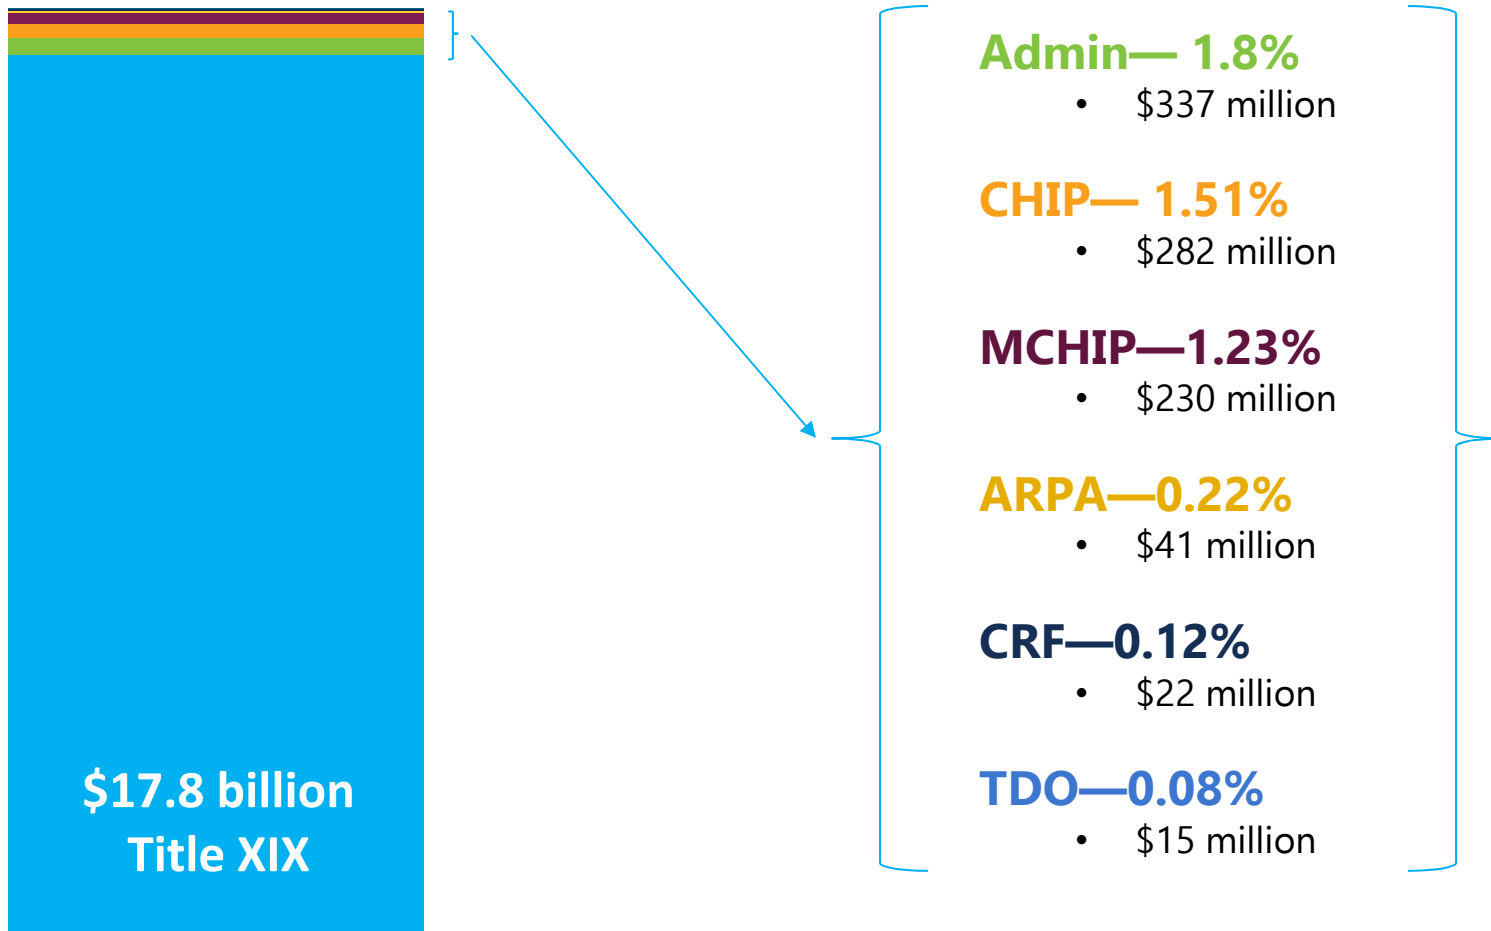 $17.8 billion
Title XIX
Admin— 1.8%
• $337 million
CHIP— 1.51%
• $282 million
MCHIP—1.23%
• $230 million
ARPA—0.22%
• $41 million
CRF—0.12%
• $22 million
TDO—0.08%
• $15 million